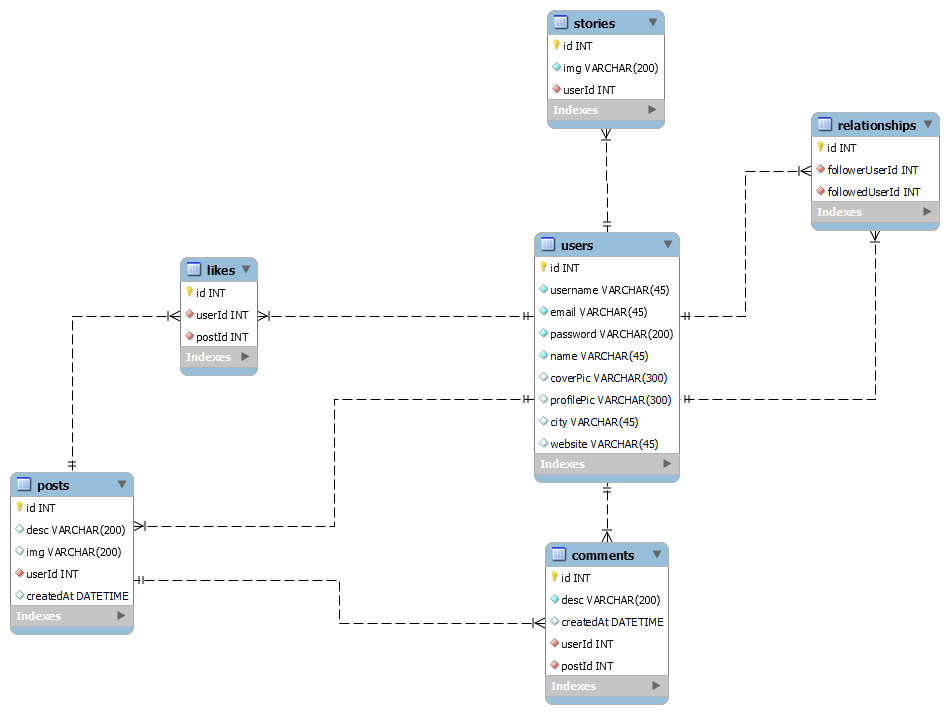 stories
id INT
img VARCHAR(200)
userId INT
Indexes
relationships
id INT
followerUserId INT
followedUserId INT
Indexes
users
id INT
username VARCHAR(45)
email VARCHAR(45)
password VARCHAR(200)
name VARCHAR(45)
coverPic VARCHAR(300)
profilePic VARCHAR(300)
city VARCHAR(45)
website VARCHAR(45)
Indexes
likes
id INT
userId INT
postId INT
Indexes
posts
id INT
desc VARCHAR(200)
img VARCHAR(200)
userId INT
createdAt DATETIME
Indexes
comments
id INT
desc VARCHAR(200)
createdAt DATETIME
userId INT
postId INT
Indexes